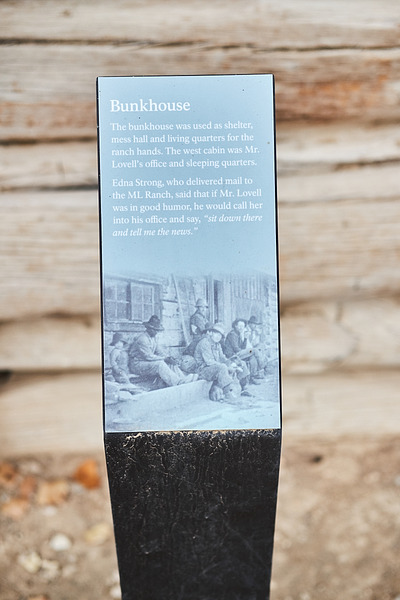 Bunkhouse
The bunkhouse was used as shelter,
mess hall and living quarters for the
ranch hands. The west cabin was Mr.
Lovell's office and sleeping quarters.
Edna Strong, who delivered mail to
the ML Ranch, said that if Mr. Lovell
was in good humor, he would call her
into his office and say, "sit down there
and tell me the news."